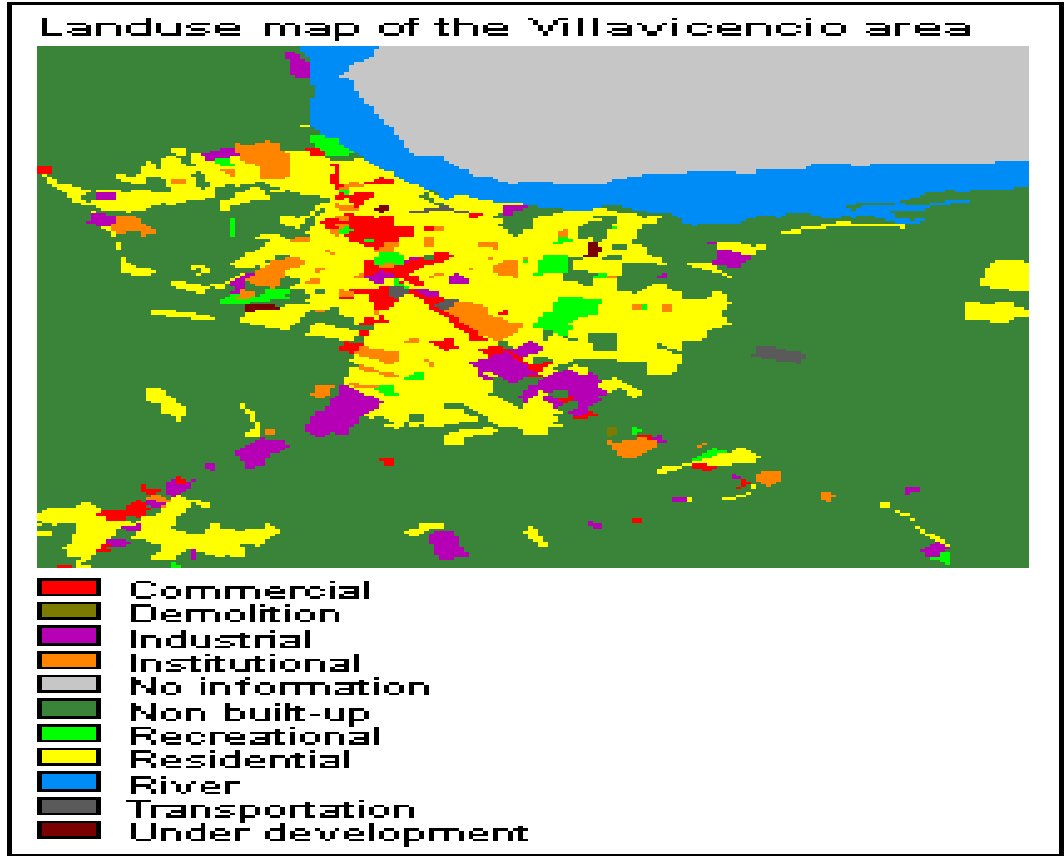 Landuse map of the Villavicencio area
Commercial
Demolition
Industrial
Institutional
No information
Non built-up
Recreational
Residential
River
Transportation
Under development